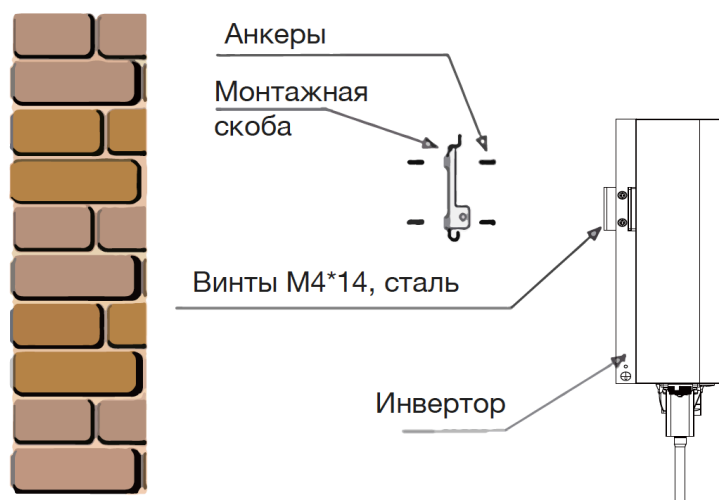 Анкеры
Монтажная
скоба
Винты М4*14, сталь
Инвертор